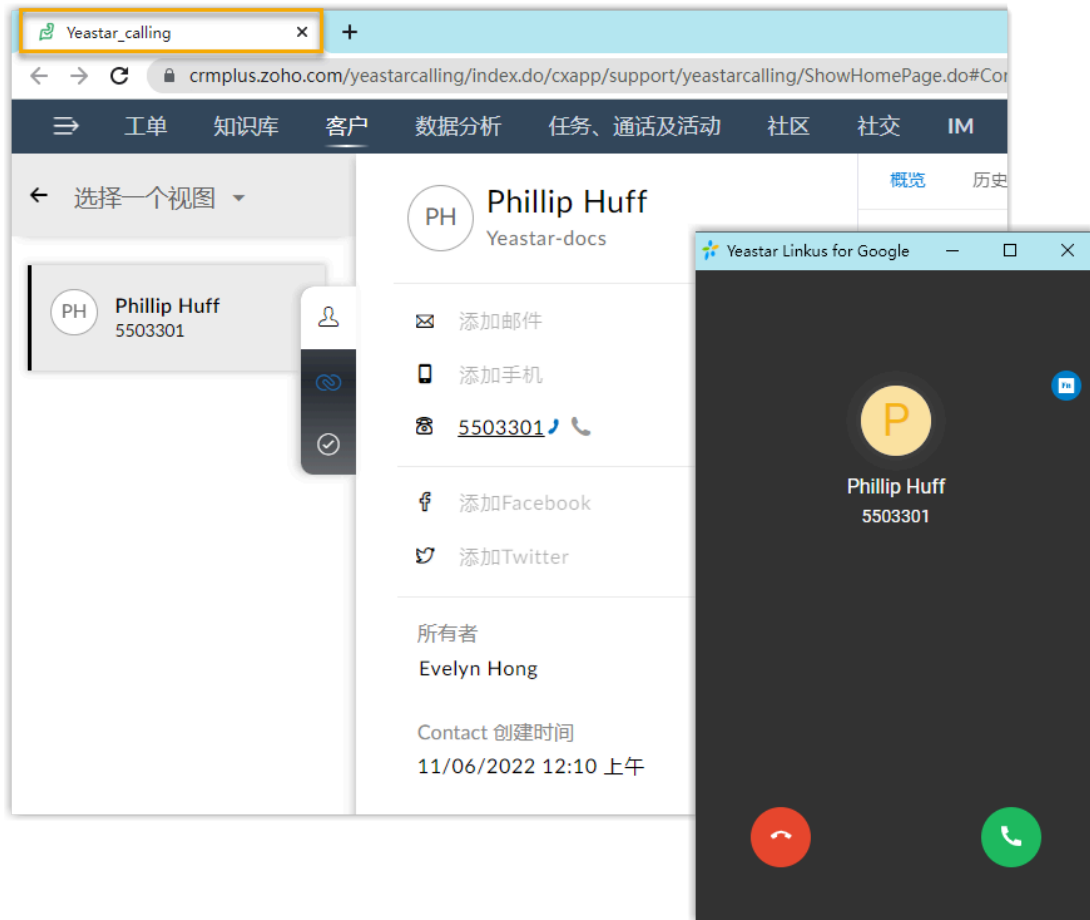 Yeastar_calling
crmplus.zoho.com/yeastarcalling/index.do/cxapp/support/yeastarcalling/ShowHomePage.do#Cor
工单 知识库 客户 数据分析 任务、通话及活动 社区 社交 IM
选择一个视图
PH
Phillip Huff
5503301
PH
Phillip Huff
Yeastar-docs
概览 历史
添加邮件
添加手机
5503301
添加Facebook
添加Twitter
所有者
Evelyn Hong
Contact 创建时间
11/06/2022 12:10 上午
Yeastar Linkus for Google
Fn
P
Phillip Huff
5503301